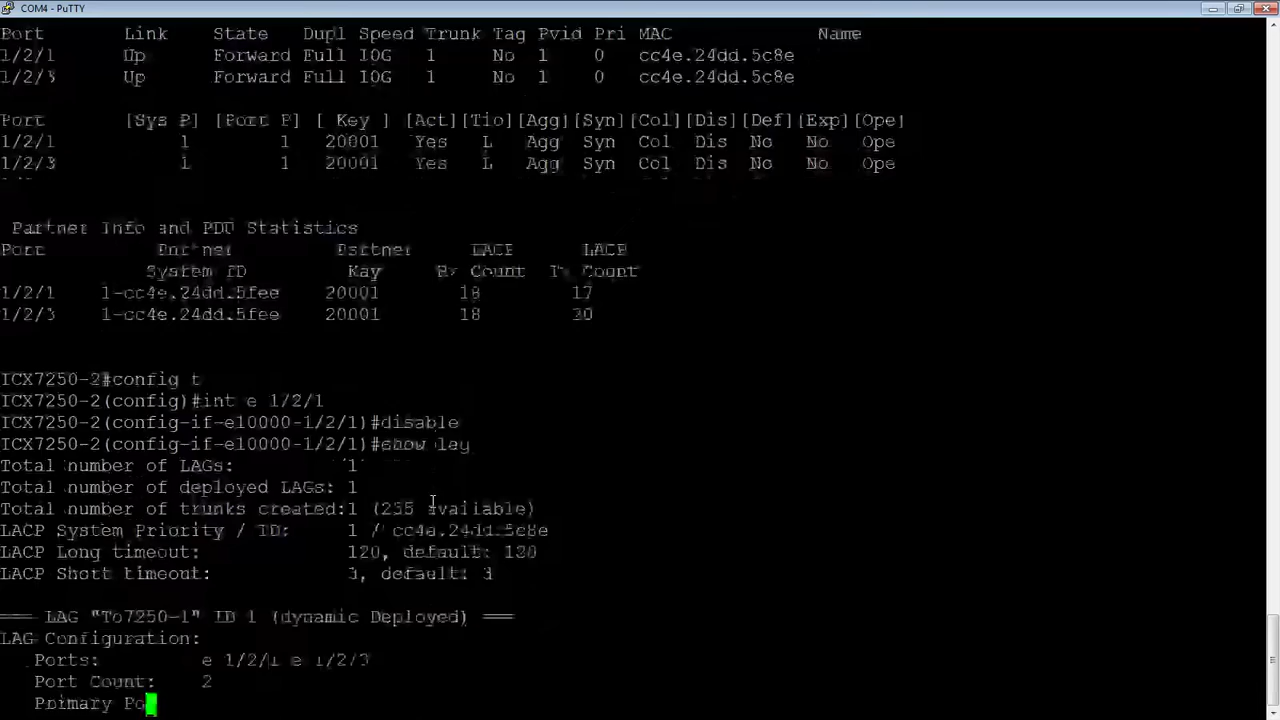 COM4 - PuTTY
Port Link State Dupl Speed Trunk Tag Pvid Pri MAC Name
1/2/1 Up Forward Full 10G 1 No 1 0 cc4e.24dd.5c8e
1/2/3 Up Forward Full 10G 1 No 1 0 cc4e.24dd.5c8e
Port [Sys P] [Port P] [ Key ] [Act][Tio][Agg][Syn][Col][Dis][Def][Exp][Ope]
1/2/1 1 1 20001 Yes L Agg Syn Col Dis No No Ope
1/2/3 1 1 20001 Yes L Agg Syn Col Dis No No Ope
Partner Info and PDU Statistics
Port Partner Partner LACP LACP
System ID Key Rx Count Tx Count
1/2/1 1-cc4e.24dd.5fee 20001 18 17
1/2/3 1-cc4e.24dd.5fee 20001 18
ICX7250-2#config t
ICX7250-2(config)#int e 1/2/1
ICX7250-2(config-if-e10000-1/2/1)#disable
ICX7250-2(config-if-e10000-1/2/1)#show lag
Total number of LAGs: 1
Total number of deployed LAGs: 1
Total number of trunks created:1 (255 available)
LACP System Priority / ID: 1 / cc4e.24dd.5c8e
LACP Long timeout: 120, default: 120
LACP Short timeout: 3, default: 3
=== LAG "To7250-1" ID 1 (dynamic Deployed) ===
LAG Configuration:
Ports: e 1/2/1 e 1/2/3
Port Count: 2
Primary Po